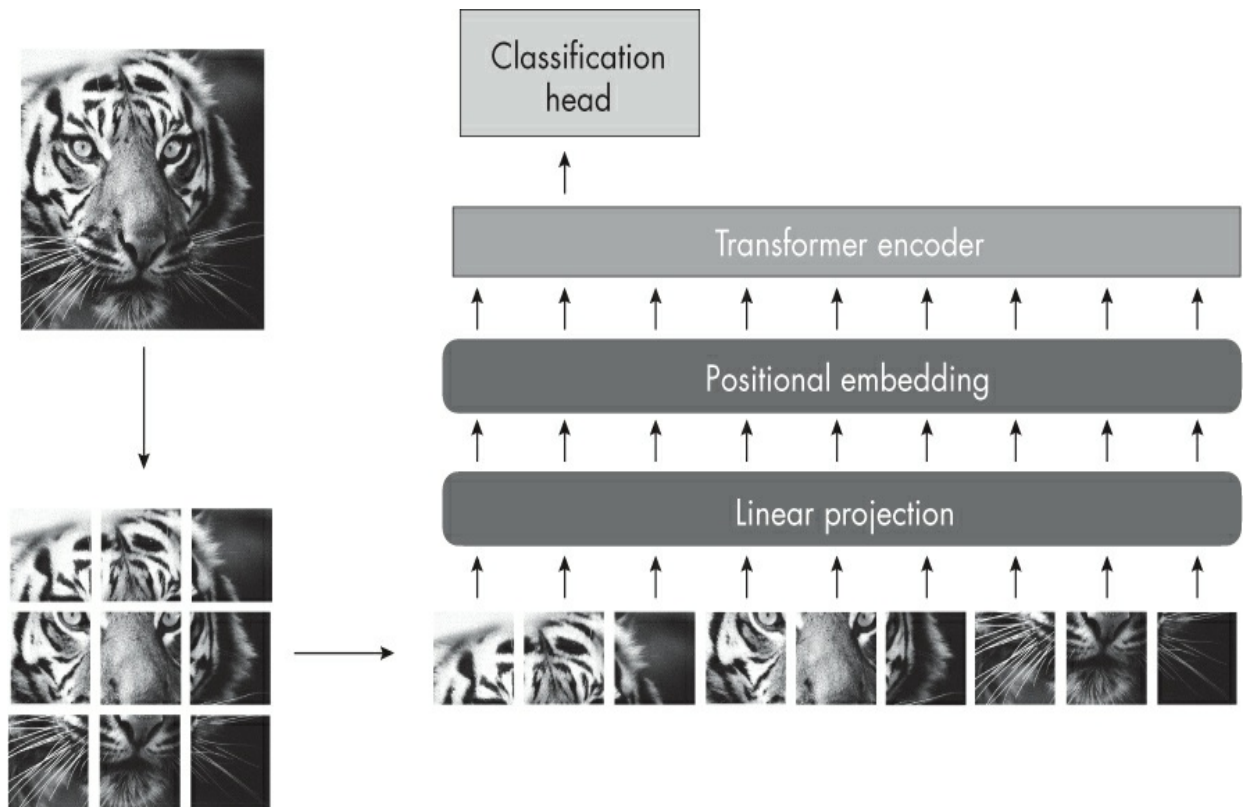 Classification
head
Transformer encoder
Positional embedding
Linear projection